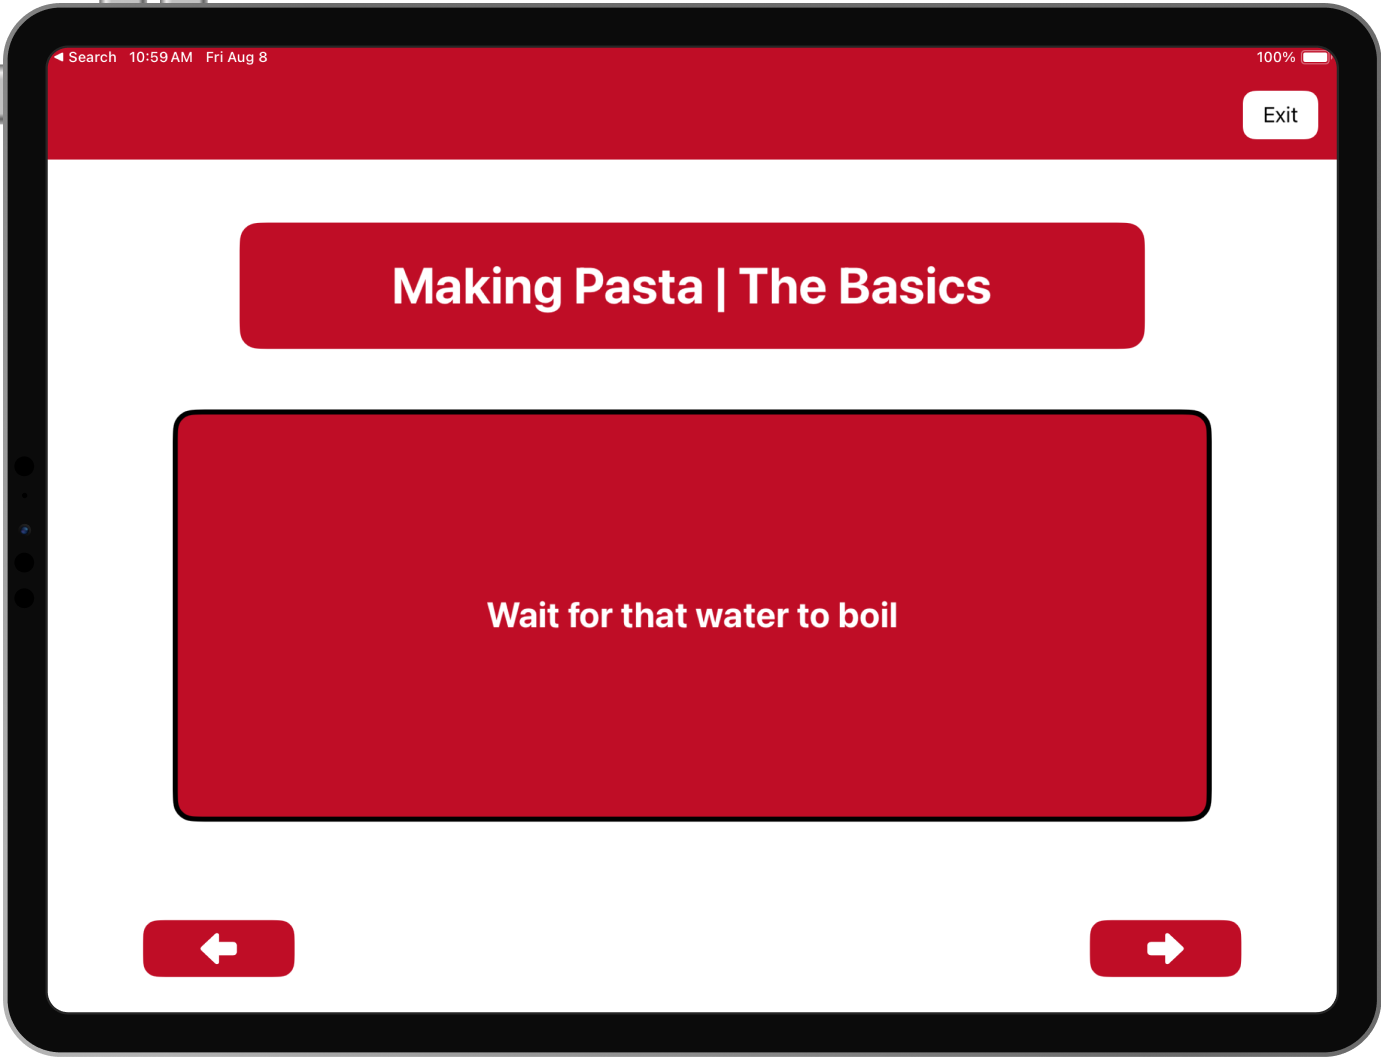 ◀ Search 10:59 AM Fri Aug 8 100%
Exit
Making Pasta | The Basics
Wait for that water to boil